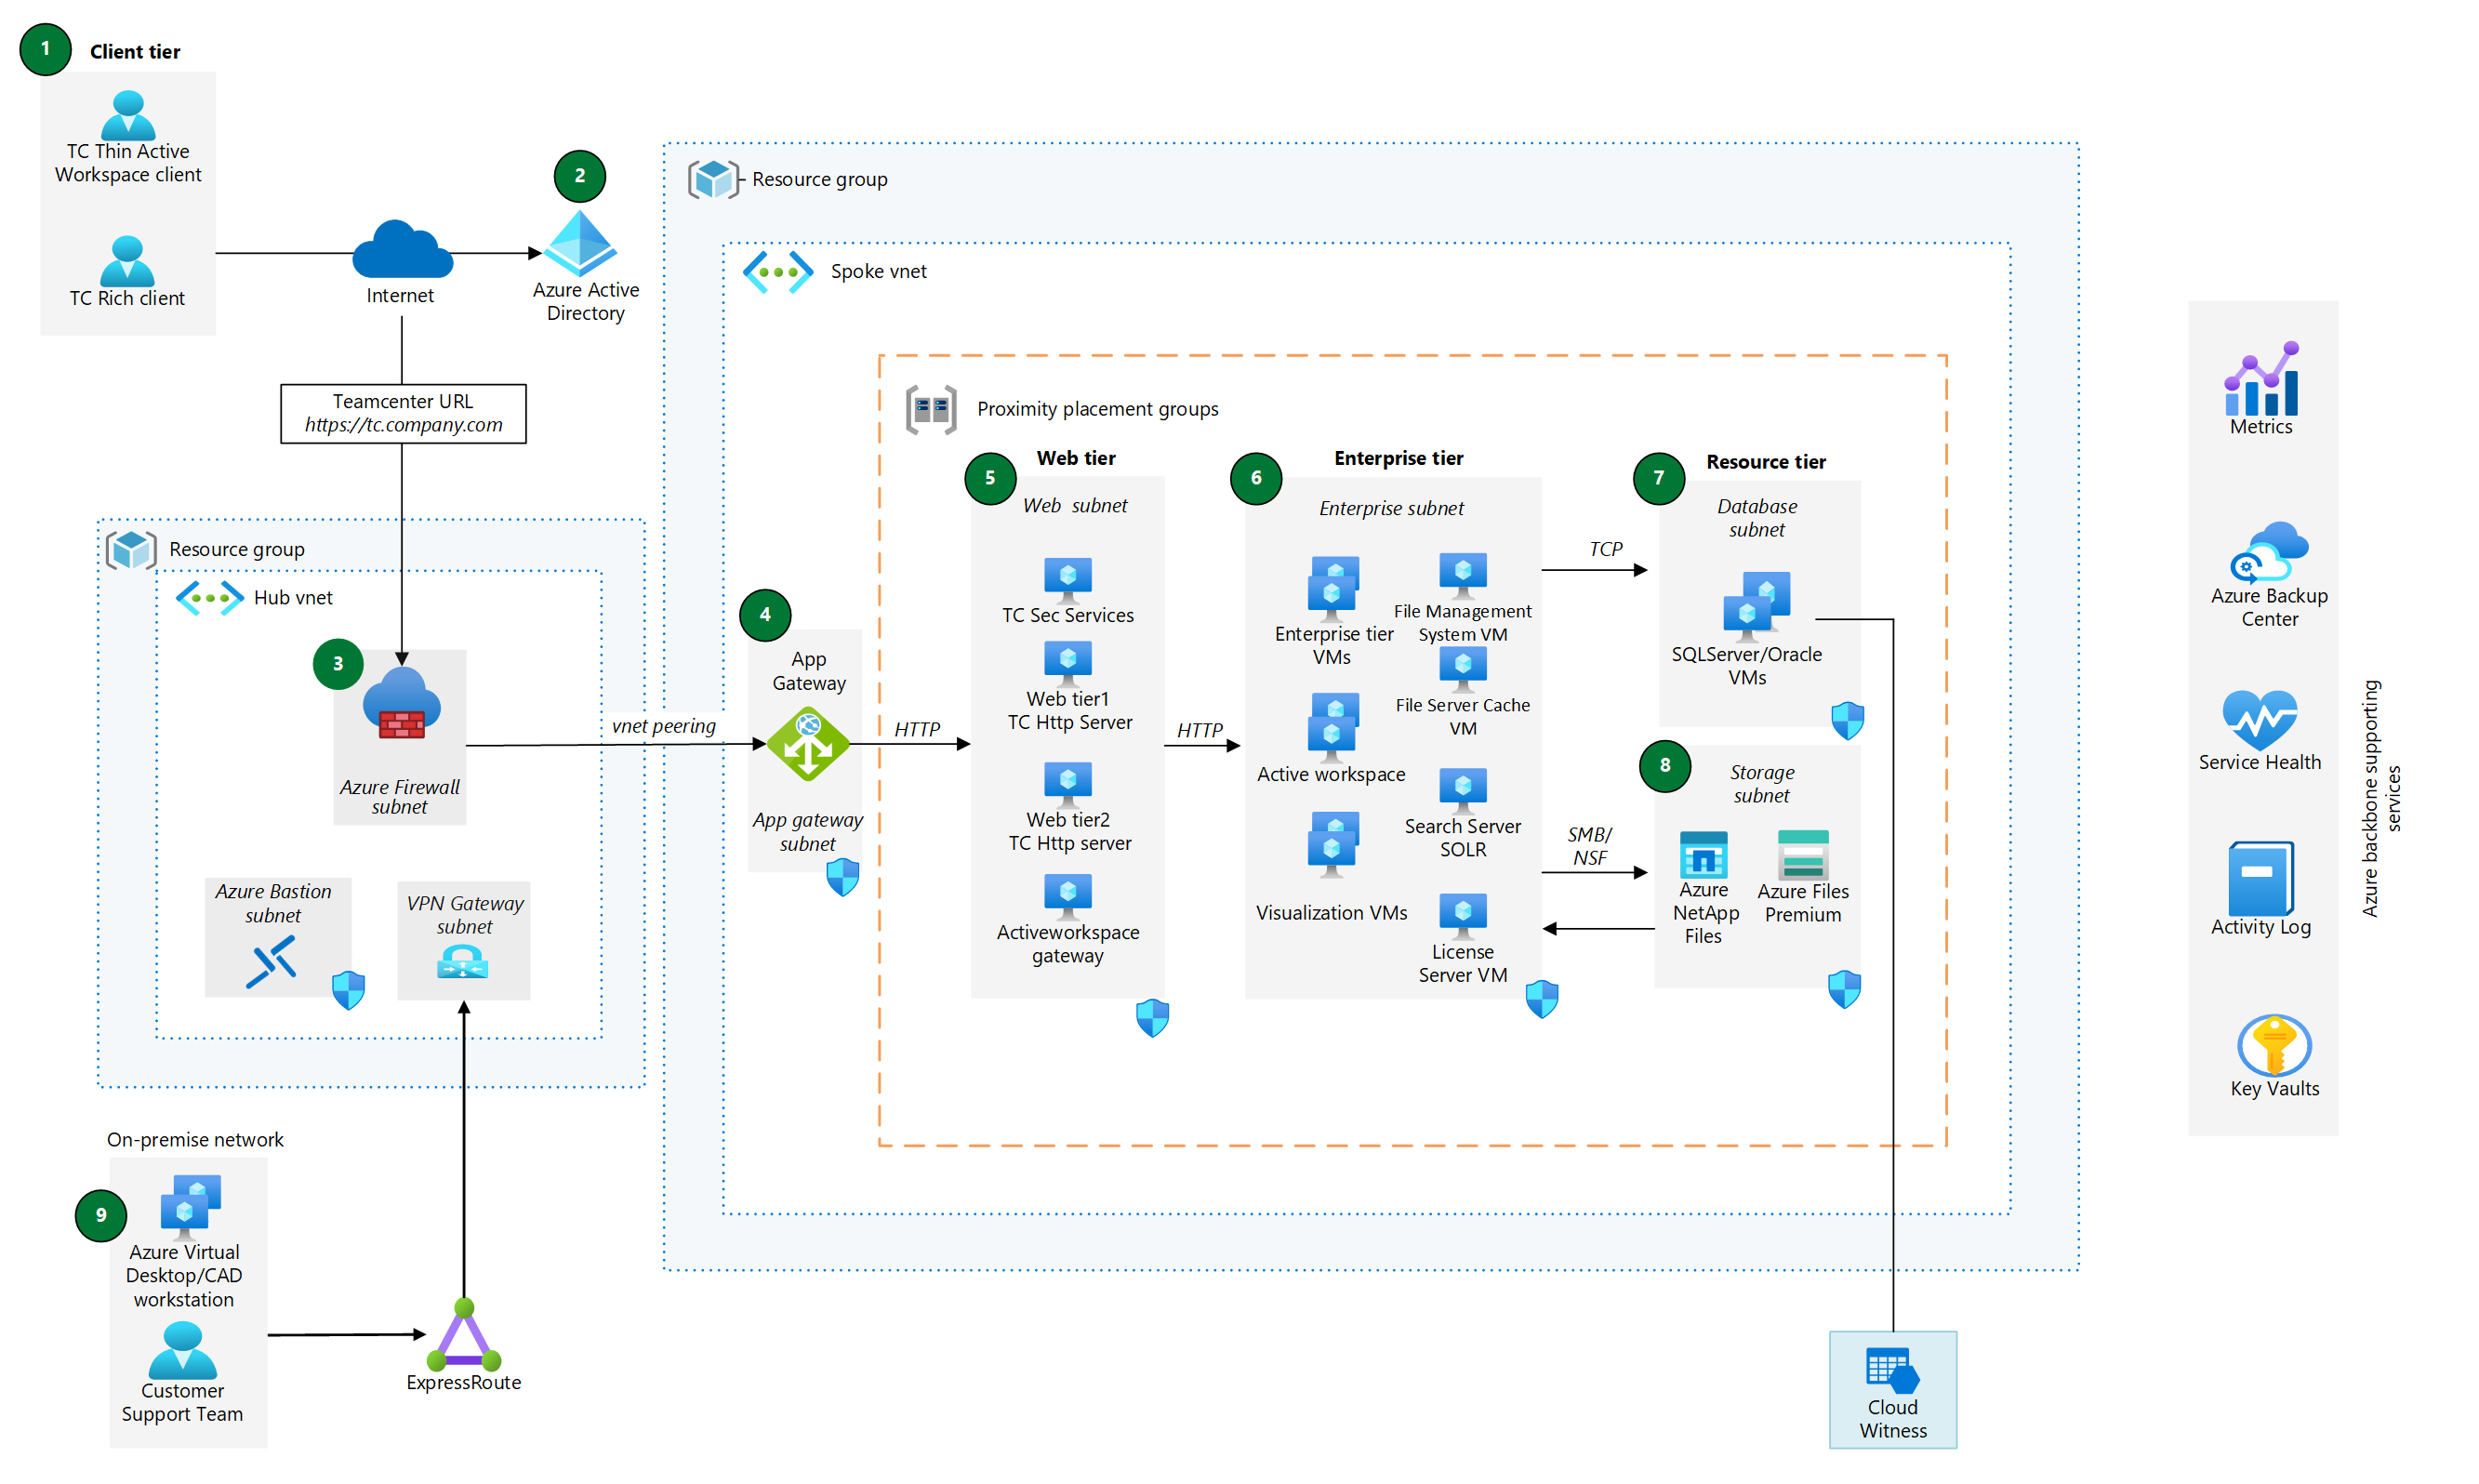 1
Client tier
TC Thin Active
Workspace client
TC Rich client
Internet
2
Azure Active
Directory
Teamcenter URL
https://tc.company.com
Resource group
Hub vnet
3
Azure Firewall
subnet
Azure Bastion
subnet
VPN Gateway
subnet
vnet peering
On-premise network
9
Azure Virtual
Desktop/CAD
workstation
Customer
Support Team
ExpressRoute
Resource group
Spoke vnet
4
App
Gateway
App gateway
subnet
HTTP
Proximity placement groups
5
Web tier
Web subnet
TC Sec Services
Web tier1
TC Http Server
Web tier2
TC Http server
Activeworkspace
gateway
HTTP
6
Enterprise tier
Enterprise subnet
Enterprise tier
VMs
Active workspace
Visualization VMs
File Management
System VM
File Server Cache
VM
Search Server
SOLR
License
Server VM
TCP
SMB/
NSF
7
Resource tier
Database
subnet
SQLServer/Oracle
VMs
8
Storage
subnet
Azure
NetApp
Files
Azure Files
Premium
Cloud
Witness
Metrics
Azure Backup
Center
Service Health
Activity Log
Key Vaults
Azure backbone supporting
services